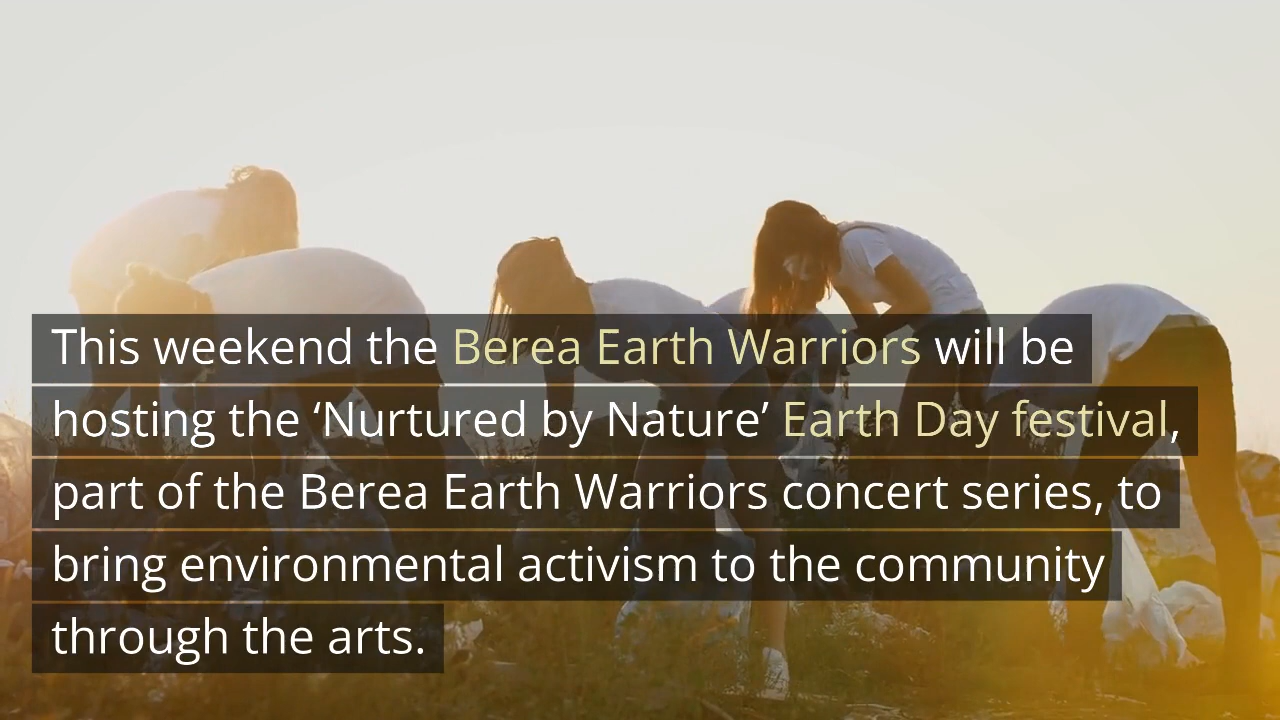 This weekend the Berea Earth Warriors will be
hosting the ‘Nurtured by Nature’ Earth Day festival,
part of the Berea Earth Warriors concert series, to
bring environmental activism to the community
through the arts.